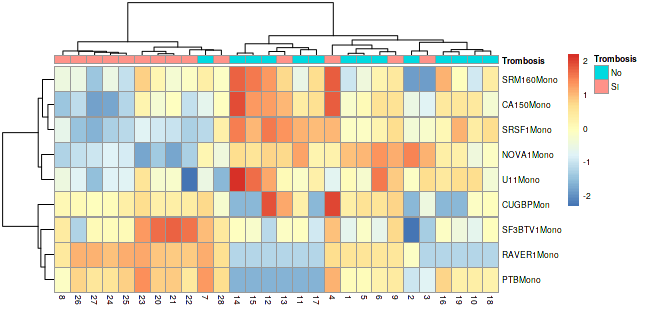 Trombosis
SRM160Mono
CA150Mono
SRSF1Mono
NOVA1Mono
U11Mono
CUGBPMon
SF3BTV1Mono
RAVER1Mono
PTBMono
8 26 27 24 25 23 20 21 22 7 28 14 15 12 13 11 17 4 1 5 6 9 2 3 16 19 10 18
2
1
0
-1
-2
Trombosis
No
SI